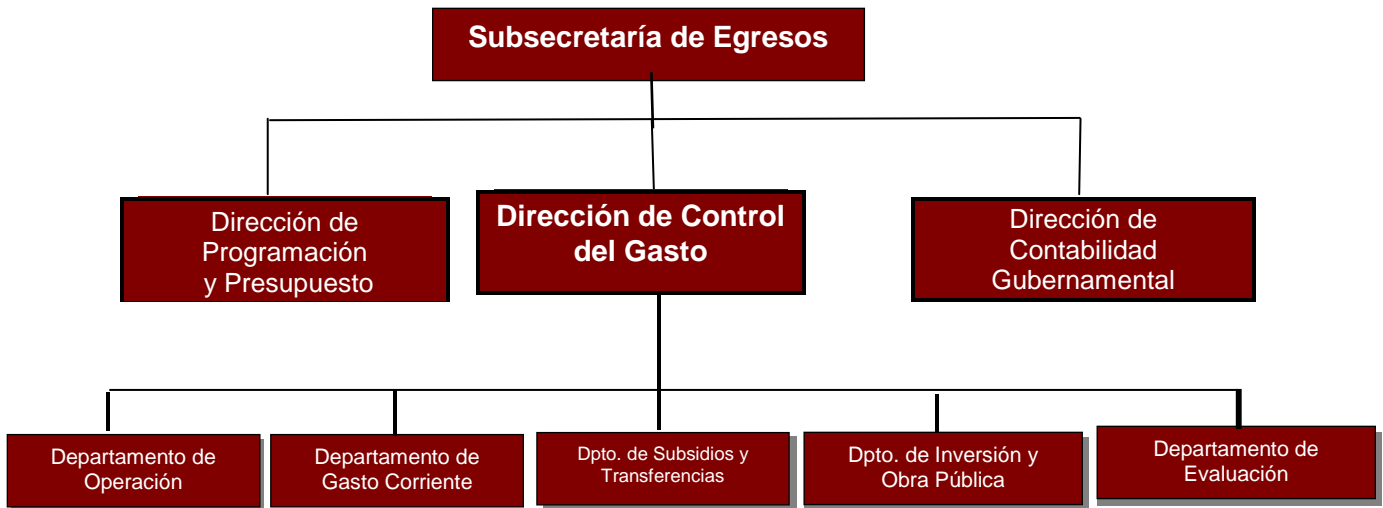 Subsecretaría de Egresos
Dirección de
Programación
y Presupuesto
Dirección de Control
del Gasto
Dirección de
Contabilidad
Gubernamental
Departamento de
Operación
Departamento de
Gasto Corriente
Dpto. de Subsidios y
Transferencias
Dpto. de Inversión y
Obra Pública
Departamento de
Evaluación